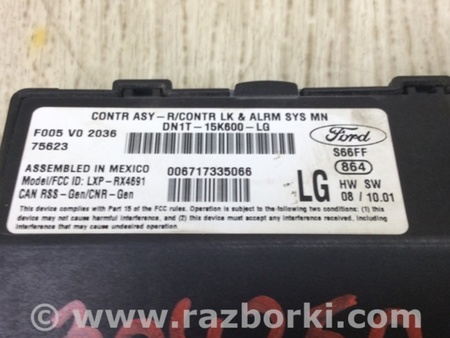 CONTR ASY-R/CONTR LK & ALRM SYS MN
DN1T-15K600-LG
F005 V0 2036
75623
Ford
S66FF
864
ASSEMBLED IN MEXICO
006717335066
Model/FCC ID: LXP-RX4691
CAN RSS-Gen/CNR-Gen
LG
HW SW
08 / 10.01
This device complies with Part 15 of the FCC rules. Operation is subject to the following two conditions: (1) this
device may not cause harmful interference, and (2) this device must accept any interference received, including
interference that may cause undesired operation.
www.razborki.com